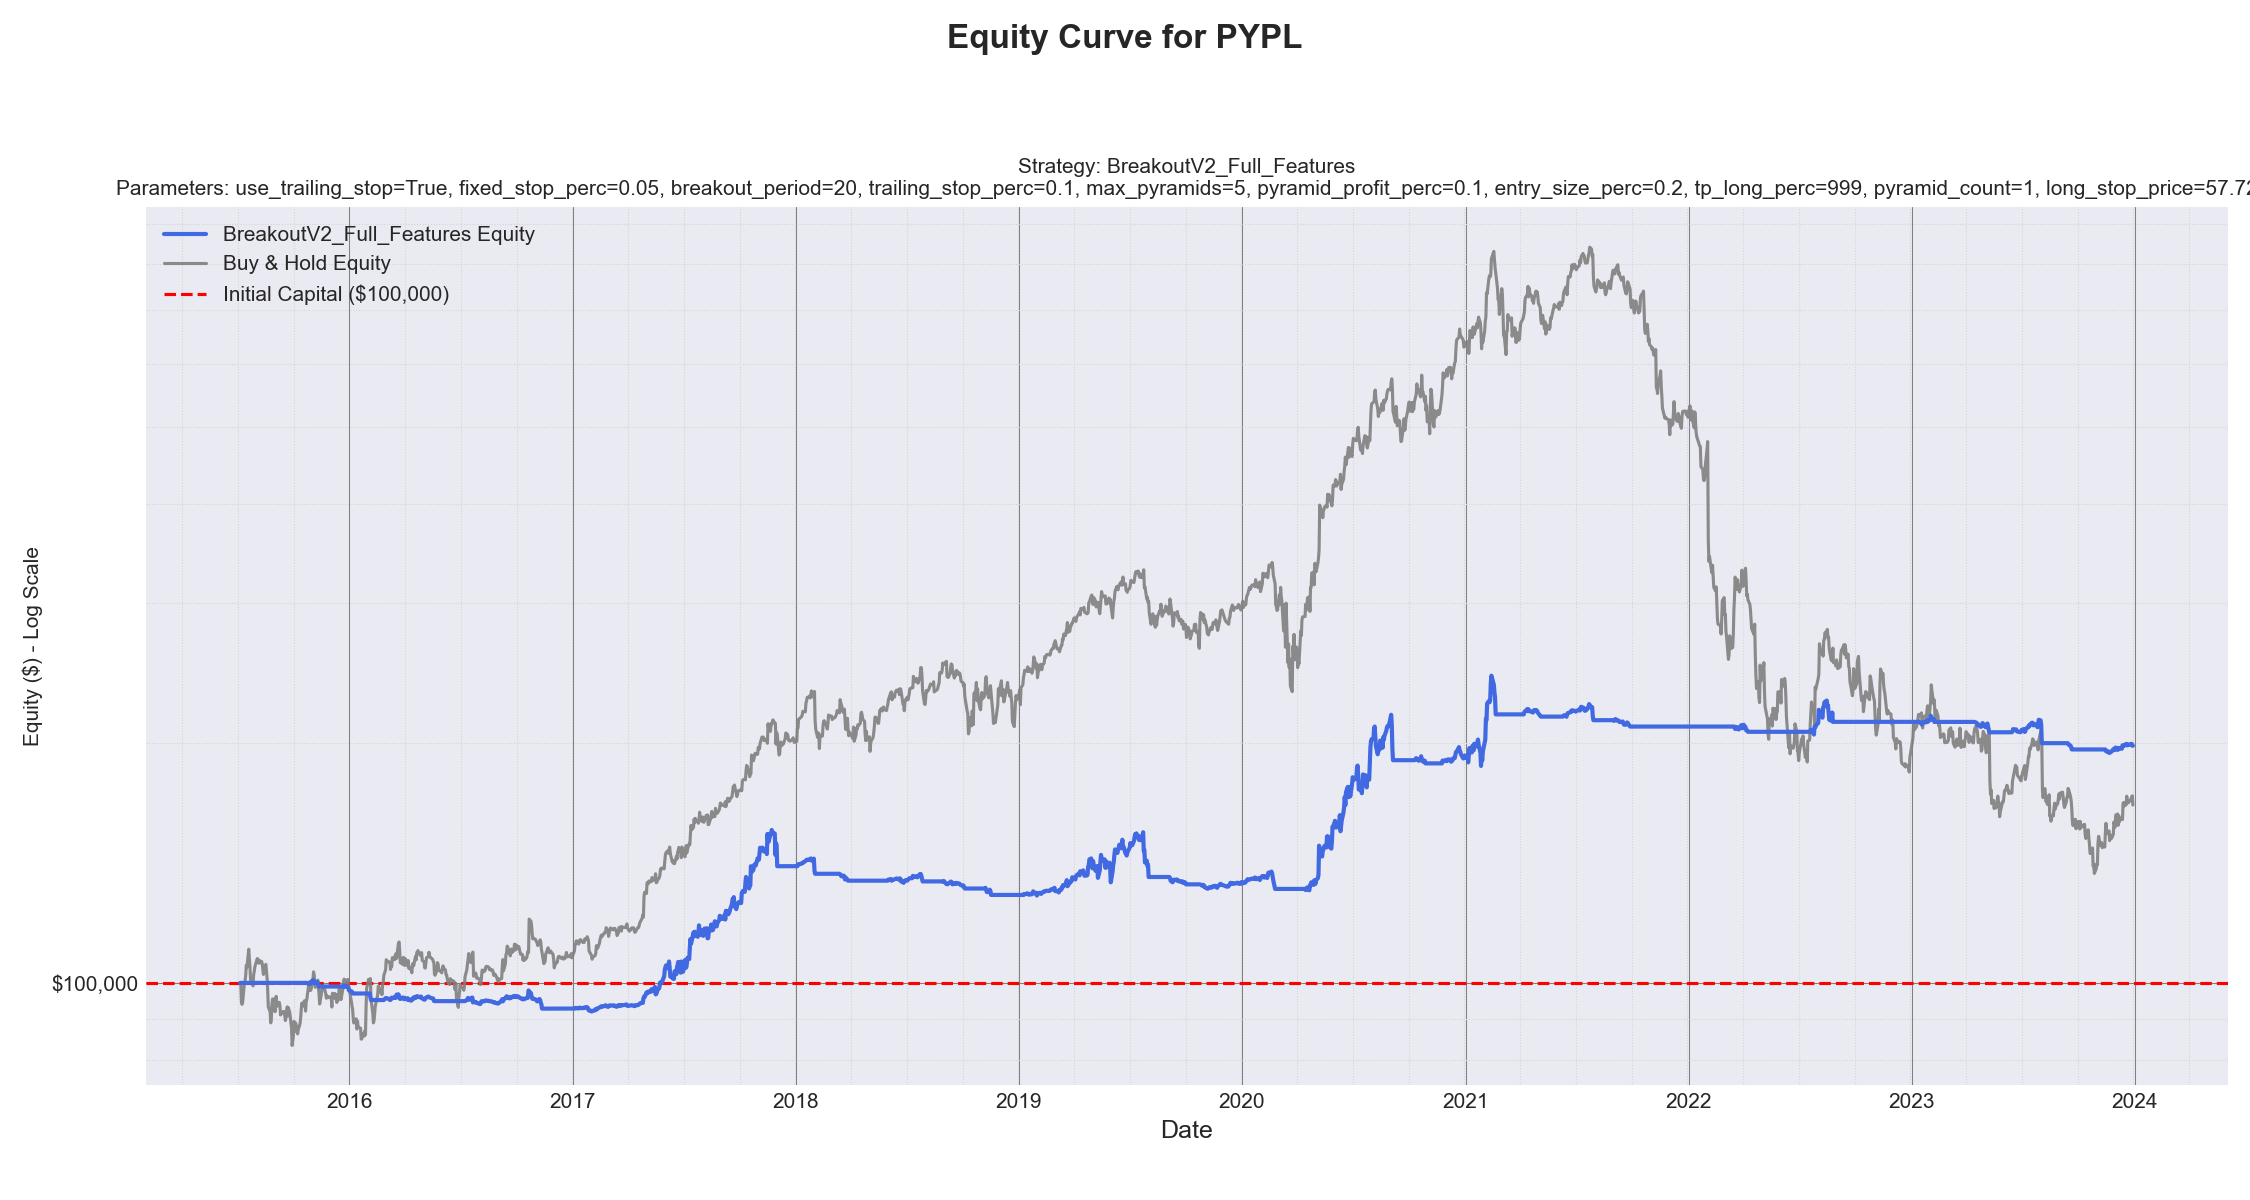 Equity Curve for PYPL
Strategy: BreakoutV2_Full_Features
Parameters: use_trailing_stop=True, fixed_stop_perc=0.05, breakout_period=20, trailing_stop_perc=0.1, max_pyramids=5, pyramid_profit_perc=0.1, entry_size_perc=0.2, tp_long_perc=999, pyramid_count=1, long_stop_price=57.72
BreakoutV2_Full_Features Equity
Buy & Hold Equity
Initial Capital ($100,000)
Equity ($) - Log Scale
$100,000
2016 2017 2018 2019 2020 2021 2022 2023 2024
Date